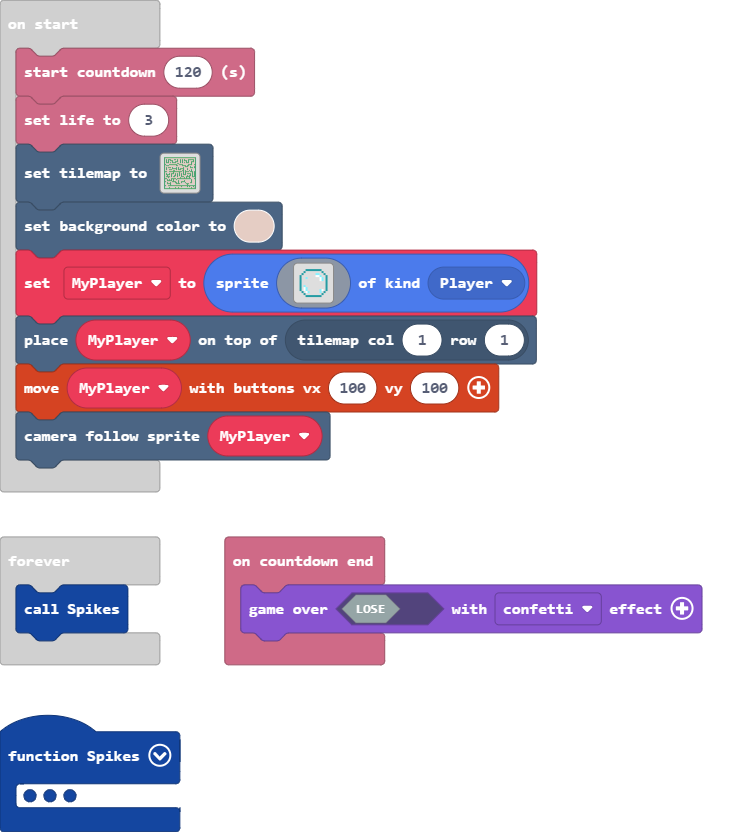 on start
start countdown 120 (s)
set life to 3
set tilemap to
set background color to
set MyPlayer to sprite of kind Player
place MyPlayer on top of tilemap col 1 row 1
move MyPlayer with buttons vx 100 vy 100
camera follow sprite MyPlayer
forever
call Spikes
on countdown end
game over LOSE with confetti effect
function Spikes